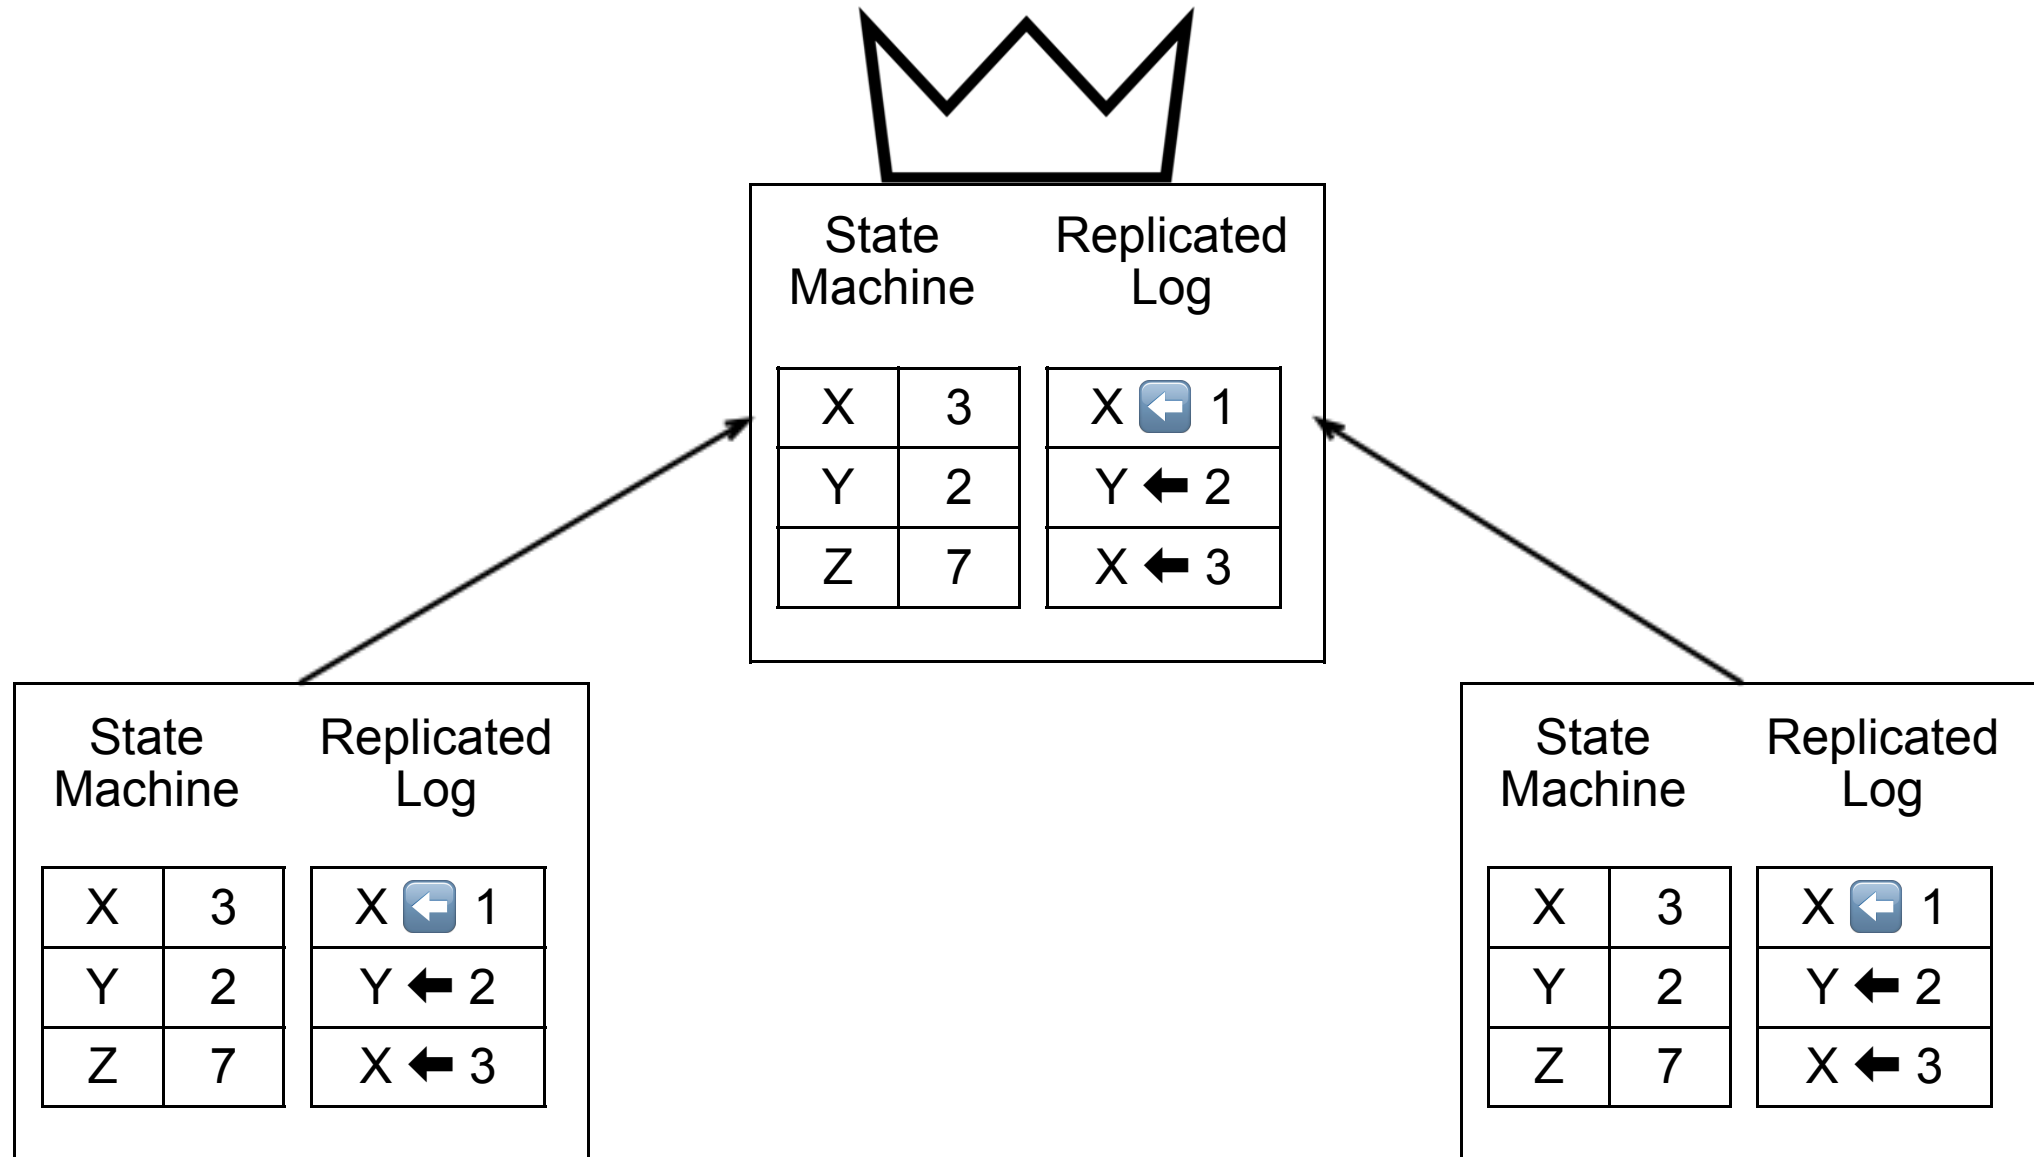 State Machine
Replicated Log
X 3
Y 2
Z 7
X ⬅️ 1
Y ⬅ 2
X ⬅ 3
State Machine
Replicated Log
X 3
Y 2
Z 7
X ⬅️ 1
Y ⬅ 2
X ⬅ 3
State Machine
Replicated Log
X 3
Y 2
Z 7
X ⬅️ 1
Y ⬅ 2
X ⬅ 3